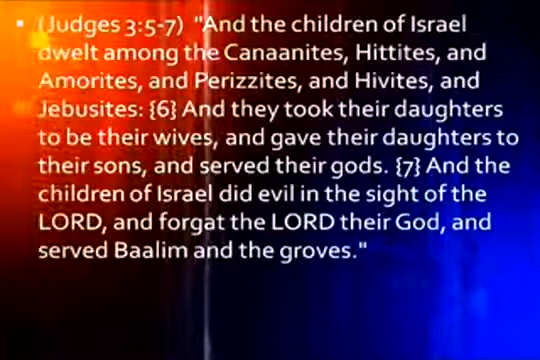 ▪ (Judges 3:5-7) "And the children of Israel
dwelt among the Canaanites, Hittites, and
Amorites, and Perizzites, and Hivites, and
Jebusites: {6} And they took their daughters
to be their wives, and gave their daughters to
their sons, and served their gods. {7} And the
children of Israel did evil in the sight of the
LORD, and forgat the LORD their God, and
served Baalim and the groves."